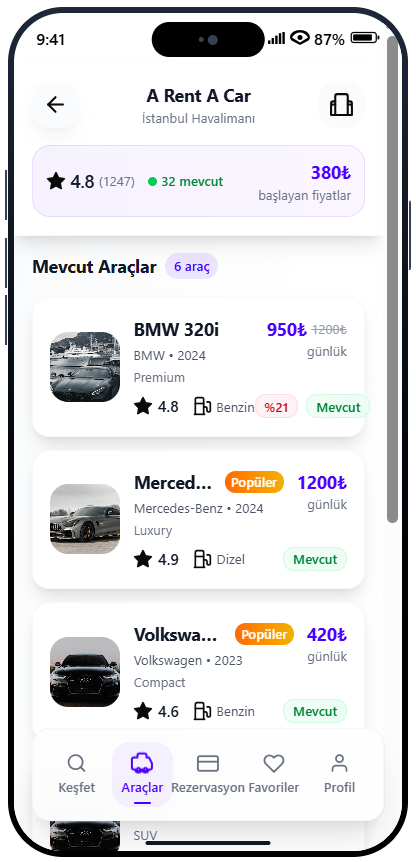 9:41 87%
A Rent A Car
İstanbul Havalimanı
4.8 (1247) 32 mevcut 380₺
başlayan fiyatlar
Mevcut Araçlar 6 araç
BMW 320i 950₺ 1200₺
BMW • 2024 günlük
Premium
4.8 Benzin %21 Mevcut
Merced... Popüler 1200₺
Mercedes-Benz • 2024 günlük
Luxury
4.9 Dizel Mevcut
Volkswa... Popüler 420₺
Volkswagen • 2023 günlük
Compact
4.6 Benzin Mevcut
Keşfet Araçlar Rezervasyon Favoriler Profil
SUV